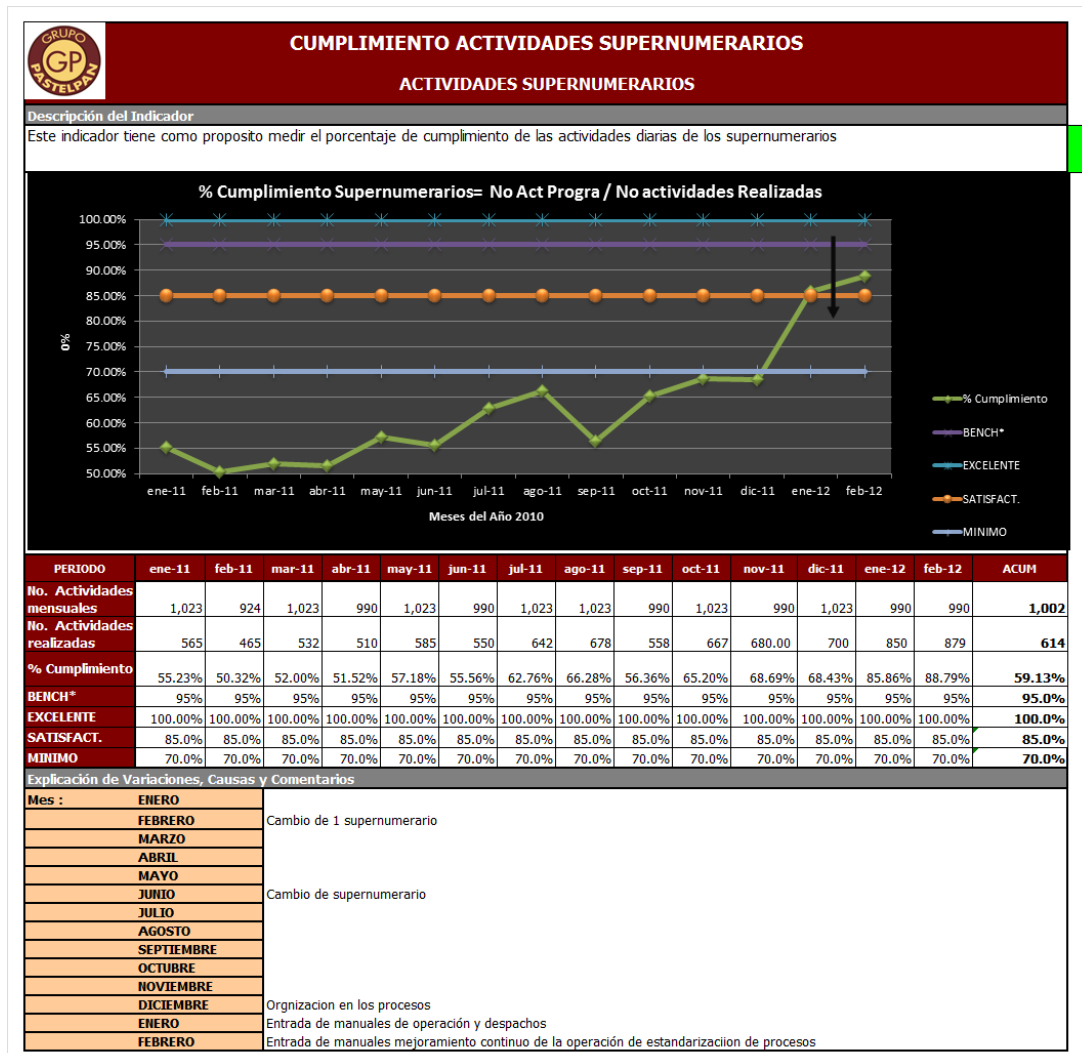 GRUPO
GP
PASTELPAN
CUMPLIMIENTO ACTIVIDADES SUPERNUMERARIOS
ACTIVIDADES SUPERNUMERARIOS
Descripción del Indicador
Este indicador tiene como proposito medir el porcentaje de cumplimiento de las actividades diarias de los supernumerarios
% Cumplimiento Supernumerarios= No Act Progra / No actividades Realizadas
100.00%
95.00%
90.00%
85.00%
80.00%
75.00%
70.00%
65.00%
60.00%
55.00%
50.00%
0%
ene-11 feb-11 mar-11 abr-11 may-11 jun-11 jul-11 ago-11 sep-11 oct-11 nov-11 dic-11 ene-12 feb-12
Meses del Año 2010
% Cumplimiento
BENCH*
EXCELENTE
SATISFACT.
MINIMO
PERIODO ene-11 feb-11 mar-11 abr-11 may-11 jun-11 jul-11 ago-11 sep-11 oct-11 nov-11 dic-11 ene-12 feb-12 ACUM
No. Actividades
mensuales 1,023 924 1,023 990 1,023 990 1,023 1,023 990 1,023 990 1,023 990 990 1,002
No. Actividades
realizadas 565 465 532 510 585 550 642 678 558 667 680.00 700 850 879 614
% Cumplimiento 55.23% 50.32% 52.00% 51.52% 57.18% 55.56% 62.76% 66.28% 56.36% 65.20% 68.69% 68.43% 85.86% 88.79% 59.13%
BENCH* 95% 95% 95% 95% 95% 95% 95% 95% 95% 95% 95% 95% 95% 95% 95.0%
EXCELENTE 100.00% 100.00% 100.00% 100.00% 100.00% 100.00% 100.00% 100.00% 100.00% 100.00% 100.00% 100.00% 100.00% 100.00% 100.0%
SATISFACT. 85.0% 85.0% 85.0% 85.0% 85.0% 85.0% 85.0% 85.0% 85.0% 85.0% 85.0% 85.0% 85.0% 85.0% 85.0%
MINIMO 70.0% 70.0% 70.0% 70.0% 70.0% 70.0% 70.0% 70.0% 70.0% 70.0% 70.0% 70.0% 70.0% 70.0% 70.0%
Explicación de Variaciones, Causas y Comentarios
Mes : ENERO
FEBRERO Cambio de 1 supernumerario
MARZO
ABRIL
MAYO
JUNIO Cambio de supernumerario
JULIO
AGOSTO
SEPTIEMBRE
OCTUBRE
NOVIEMBRE
DICIEMBRE Orgnizacion en los procesos
ENERO Entrada de manuales de operación y despachos
FEBRERO Entrada de manuales mejoramiento continuo de la operación de estandarizaciion de procesos